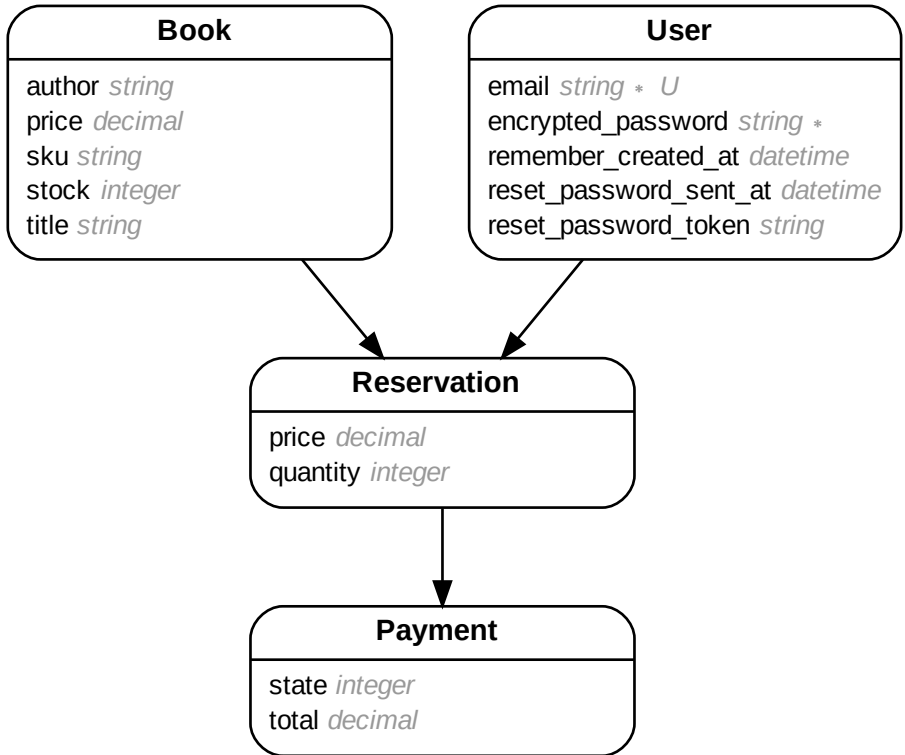 Book
author string
price decimal
sku string
stock integer
title string
User
email string * U
encrypted_password string *
remember_created_at datetime
reset_password_sent_at datetime
reset_password_token string
Reservation
price decimal
quantity integer
Payment
state integer
total decimal